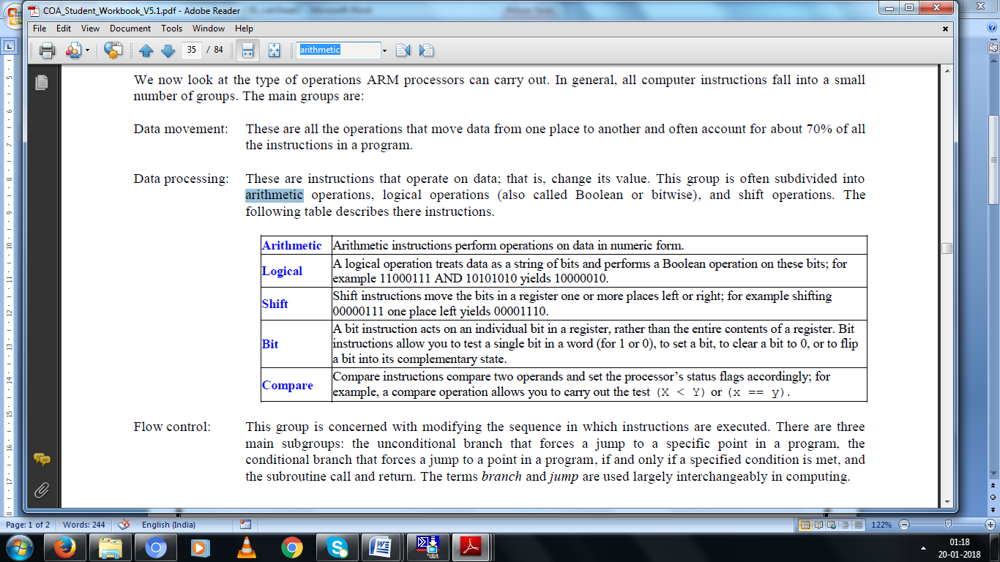 COA_Student_Workbook_V5.1.pdf - Adobe Reader
File Edit View Document Tools Window Help
35 / 84 arithmetic
We now look at the type of operations ARM processors can carry out. In general, all computer instructions fall into a small
number of groups. The main groups are:
Data movement: These are all the operations that move data from one place to another and often account for about 70% of all
the instructions in a program.
Data processing: These are instructions that operate on data; that is, change its value. This group is often subdivided into
arithmetic operations, logical operations (also called Boolean or bitwise), and shift operations. The
following table describes there instructions.
Arithmetic Arithmetic instructions perform operations on data in numeric form.
Logical A logical operation treats data as a string of bits and performs a Boolean operation on these bits; for
example 11000111 AND 10101010 yields 10000010.
Shift Shift instructions move the bits in a register one or more places left or right; for example shifting
00000111 one place left yields 00001110.
Bit A bit instruction acts on an individual bit in a register, rather than the entire contents of a register. Bit
instructions allow you to test a single bit in a word (for 1 or 0), to set a bit, to clear a bit to 0, or to flip
a bit into its complementary state.
Compare Compare instructions compare two operands and set the processor’s status flags accordingly; for
example, a compare operation allows you to carry out the test (X < Y) or (x == y).
Flow control: This group is concerned with modifying the sequence in which instructions are executed. There are three
main subgroups: the unconditional branch that forces a jump to a specific point in a program, the
conditional branch that forces a jump to a point in a program, if and only if a specified condition is met, and
the subroutine call and return. The terms branch and jump are used largely interchangeably in computing.
Page: 1 of 2 Words: 244 English (India) 122%
01:18
20-01-2018